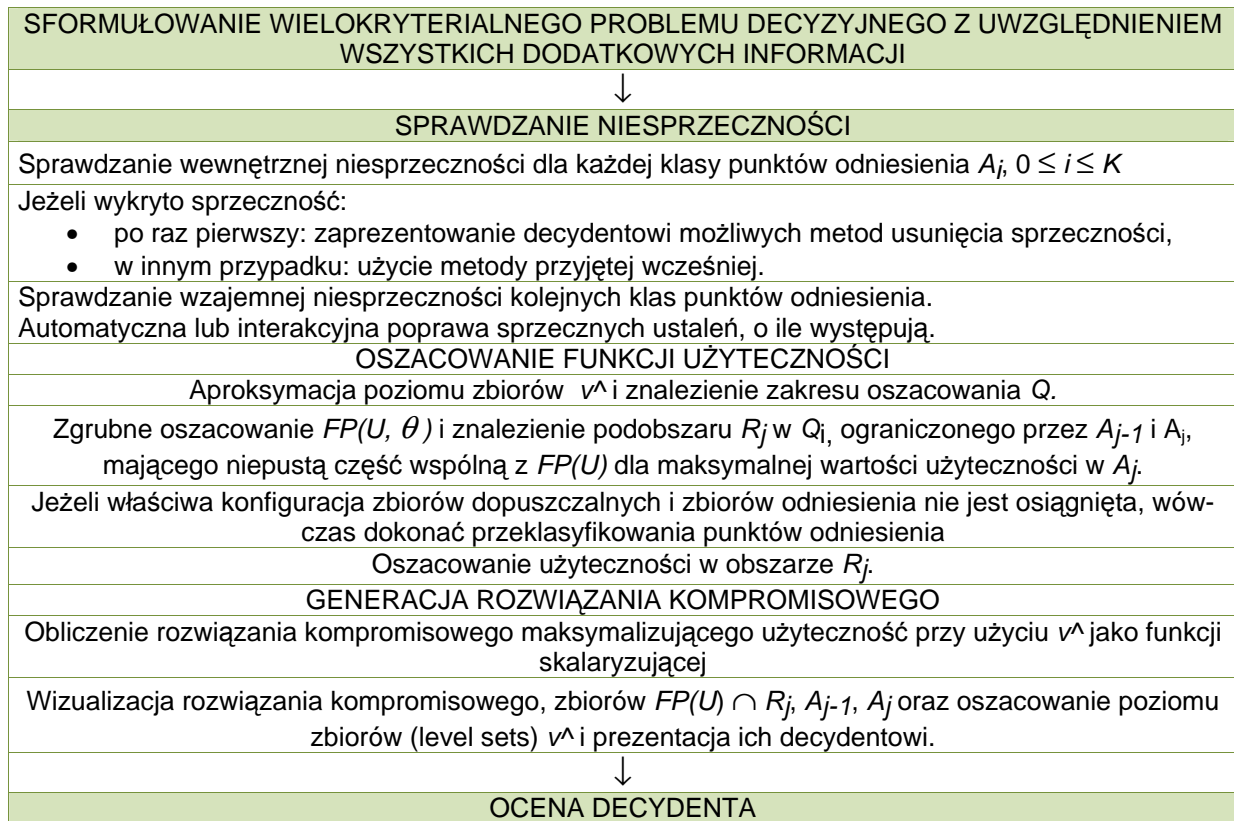 SFORMUŁOWANIE WIELOKRYTERIALNEGO PROBLEMU DECYZYJNEGO Z UWZGLĘDNIENIEM
WSZYSTKICH DODATKOWYCH INFORMACJI
↓
SPRAWDZANIE NIESPRZECZNOŚCI
Sprawdzanie wewnętrznej niesprzeczności dla każdej klasy punktów odniesienia Ai, 0 ≤ i ≤ K
Jeżeli wykryto sprzeczność:
• po raz pierwszy: zaprezentowanie decydentowi możliwych metod usunięcia sprzeczności,
• w innym przypadku: użycie metody przyjętej wcześniej.
Sprawdzanie wzajemnej niesprzeczności kolejnych klas punktów odniesienia.
Automatyczna lub interakcyjna poprawa sprzecznych ustaleń, o ile występują.
OSZACOWANIE FUNKCJI UŻYTECZNOŚCI
Aproksymacja poziomu zbiorów v^ i znalezienie zakresu oszacowania Q.
Zgrubne oszacowanie FP(U, θ) i znalezienie podobszaru Rj w Qi, ograniczonego przez Aj-1 i Aj,
mającego niepustą część wspólną z FP(U) dla maksymalnej wartości użyteczności w Aj.
Jeżeli właściwa konfiguracja zbiorów dopuszczalnych i zbiorów odniesienia nie jest osiągnięta, wów-
czas dokonać przeklasyfikowania punktów odniesienia
Oszacowanie użyteczności w obszarze Rj.
GENERACJA ROZWIĄZANIA KOMPROMISOWEGO
Obliczenie rozwiązania kompromisowego maksymalizującego użyteczność przy użyciu v^ jako funkcji
skalaryzującej
Wizualizacja rozwiązania kompromisowego, zbiorów FP(U) ∩ Rj, Aj-1, Aj oraz oszacowanie poziomu
zbiorów (level sets) v^ i prezentacja ich decydentowi.
↓
OCENA DECYDENTA